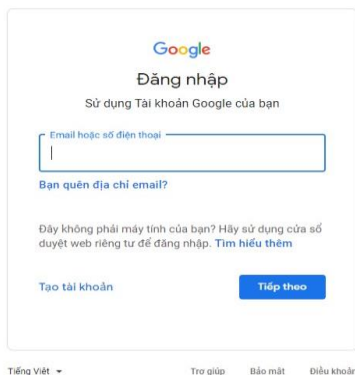 Google
Đăng nhập
Sử dụng Tài khoản Google của bạn
Email hoặc số điện thoại
Bạn quên địa chỉ email?
Đây không phải máy tính của bạn? Hãy sử dụng cửa sổ
duyệt web riêng tư để đăng nhập. Tìm hiểu thêm
Tạo tài khoản
Tiếp theo
Tiếng Việt
Trợ giúp
Bảo mật
Điều khoản